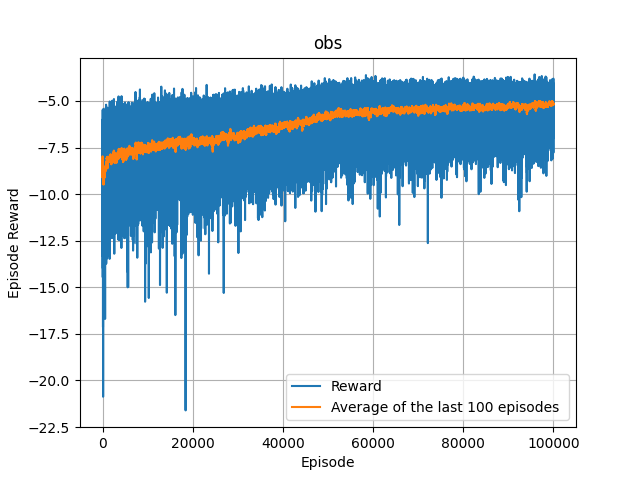 obs
Episode Reward
−5.0
−7.5
−10.0
−12.5
−15.0
−17.5
−20.0
−22.5
Reward
Average of the last 100 episodes
0
20000
40000
60000
80000
100000
Episode